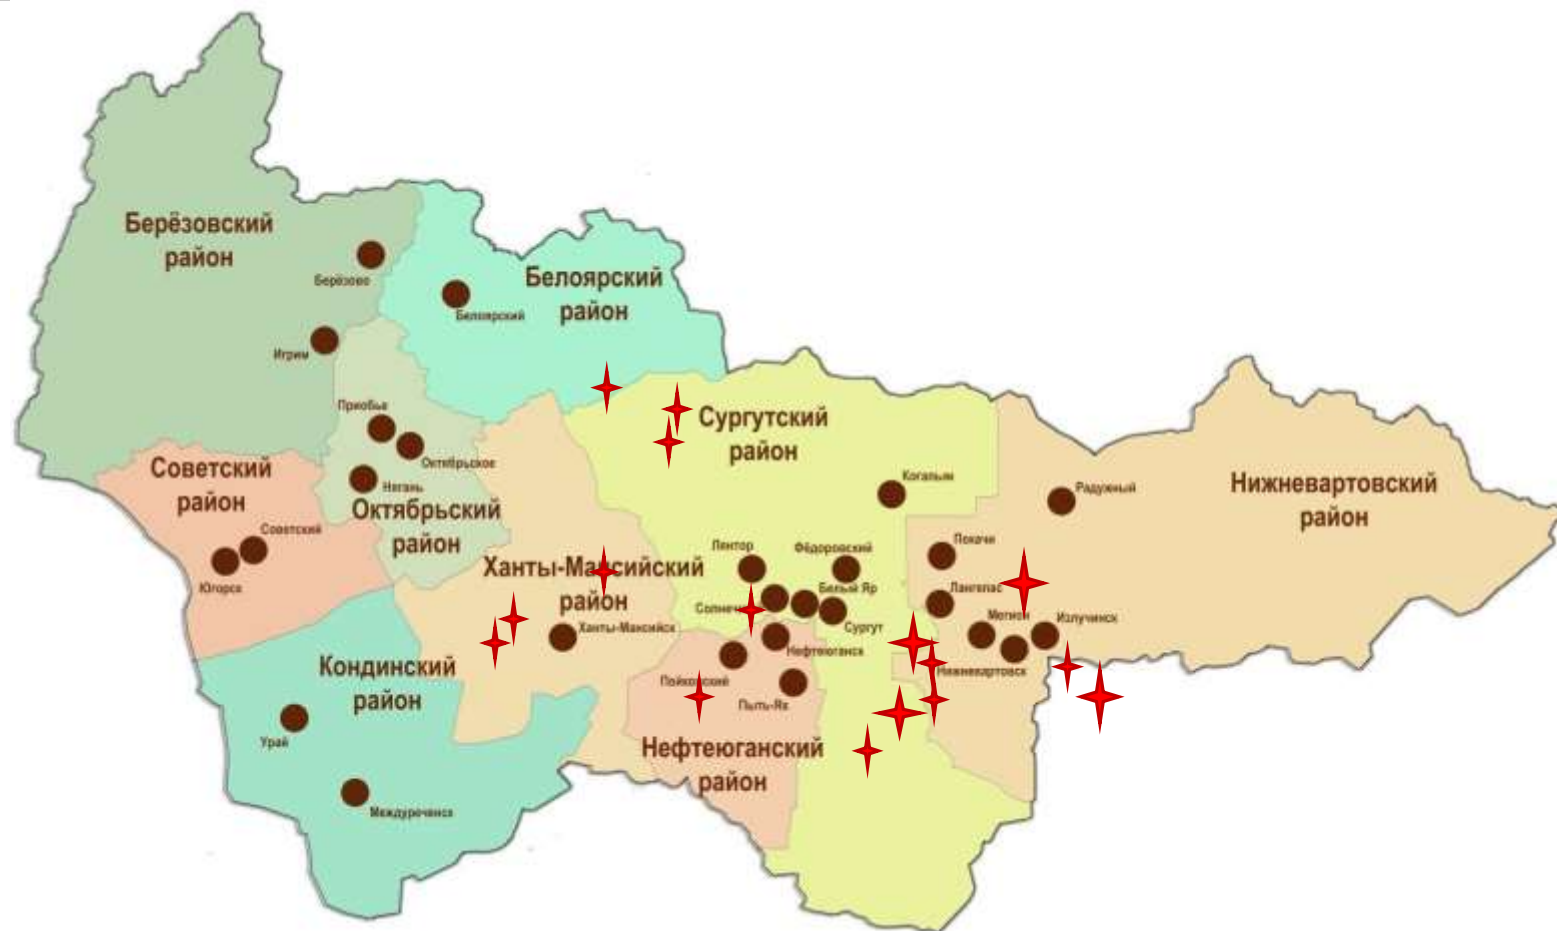 Берёзовский
район
Берёзово
Белоярский
район
Белоярский
Игрим
Приобье
Октябрьское
Нягань
Октябрьский
район
Советский
район
Советский
Югорск
Сургутский
район
Когалым
Лянтор
Фёдоровский
Белый Яр
Сургут
Нижневартовский
район
Радужный
Покачи
Лангепас
Мегион
Излучинск
Нижневартовск
Ханты-Мансийский
район
Ханты-Мансийск
Кондинский
район
Урай
Междуреченск
Нефтеюганск
Пойковский
Пыть-Ях
Нефтеюганский
район